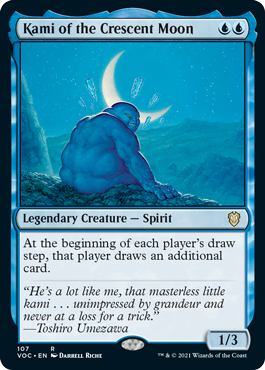 Kami of the Crescent Moon
Legendary Creature — Spirit
At the beginning of each player's draw
step, that player draws an additional
card.
"He's a lot like me, that masterless little
kami . . . unimpressed by grandeur and
never at a loss for a trick."
—Toshiro Umezawa
1/3
107 R
VOC • EN Darrell Riche
™ & © 2021 Wizards of the Coast